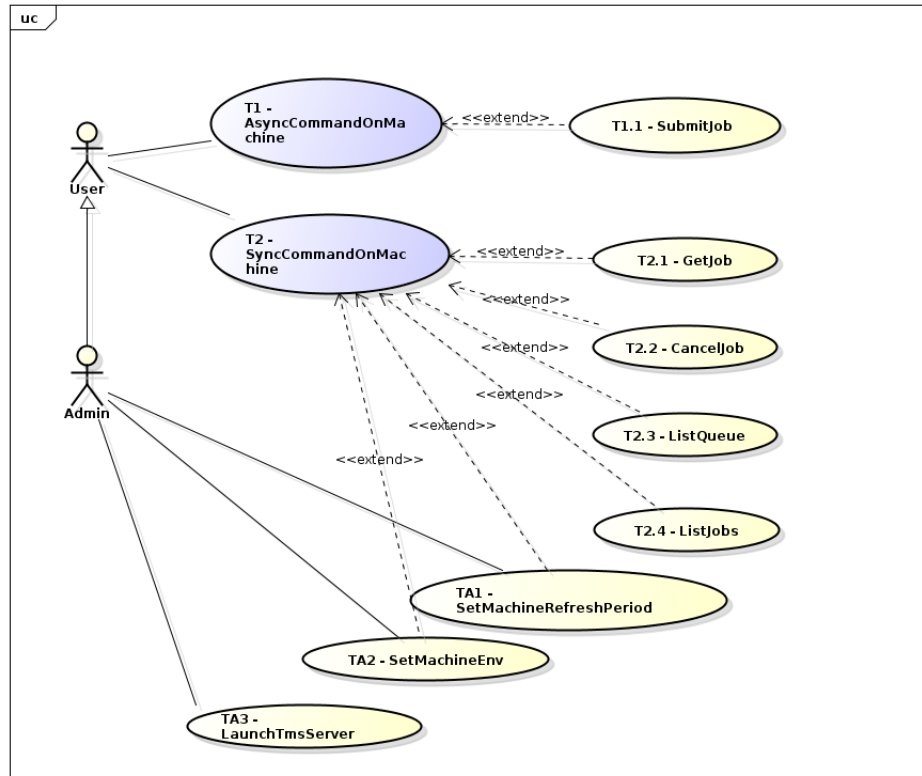 uc
T1 -
AsyncCommandOnMa
chine
<<extend>>
T1.1 - SubmitJob
User
T2 -
SyncCommandOnMac
hine
<<extend>>
T2.1 - GetJob
<<extend>>
T2.2 - CancelJob
<<extend>>
Admin
<<extend>>
<<extend>>
T2.3 - ListQueue
<<extend>>
T2.4 - ListJobs
TA1 -
SetMachineRefreshPeriod
TA2 - SetMachineEnv
TA3 -
LaunchTmsServer